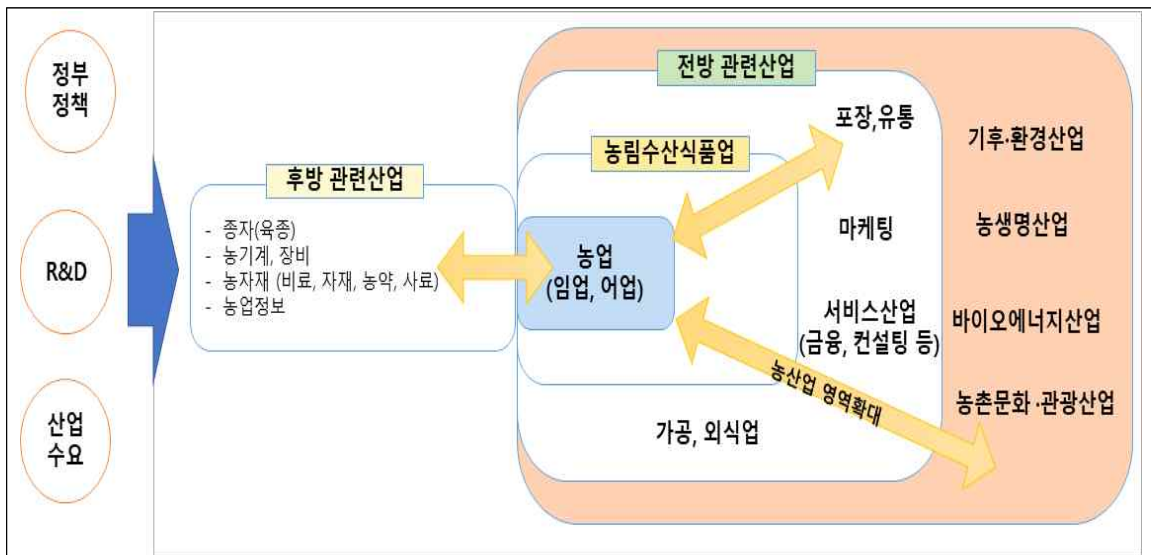 정부
정책
R&D
산업
수요
후방 관련산업
- 종자(육종)
- 농기계, 장비
- 농자재 (비료, 자재, 농약, 사료)
- 농업정보
전방 관련산업
농림수산식품업
농업
(임업, 어업)
포장,유통
마케팅
서비스산업
(금융, 컨설팅 등)
가공, 외식업
농산업 영역확대
기후·환경산업
농생명산업
바이오에너지산업
농촌문화 ·관광산업